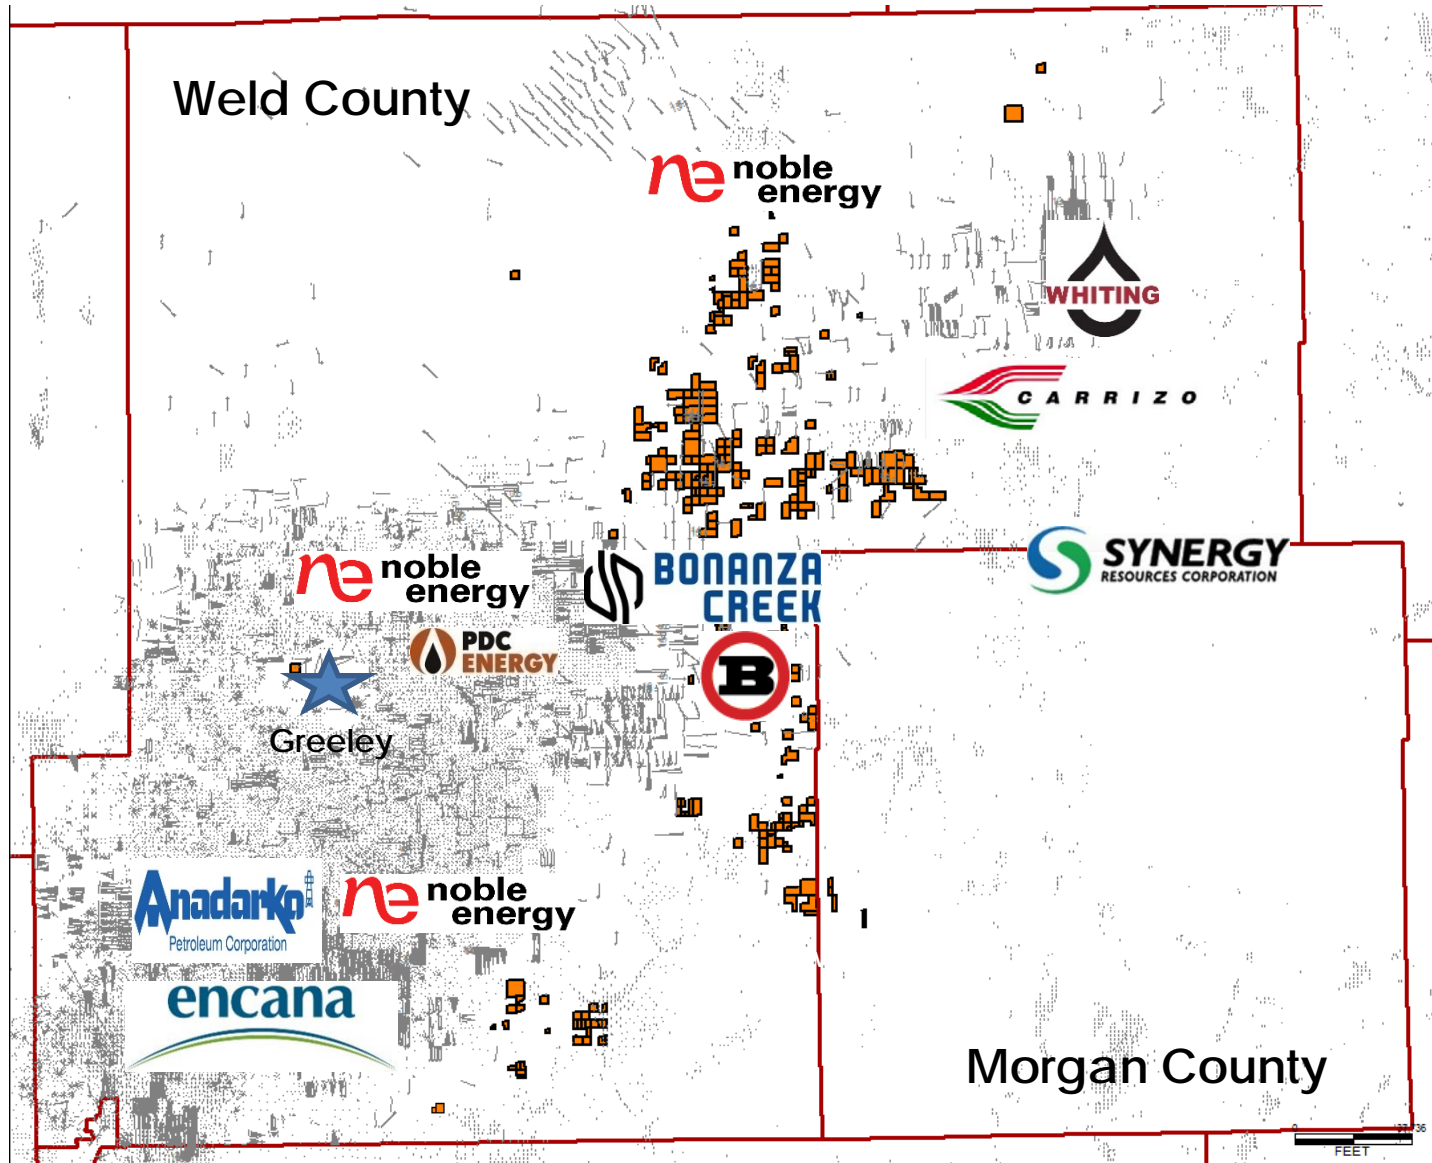 Weld County
noble
energy
WHITING
CARRIZO
noble
energy
BONANZA
CREEK
SYNERGY
RESOURCES CORPORATION
PDC
ENERGY
B
Greeley
Anadarko
Petroleum Corporation
noble
energy
encana
Morgan County
0
FEET